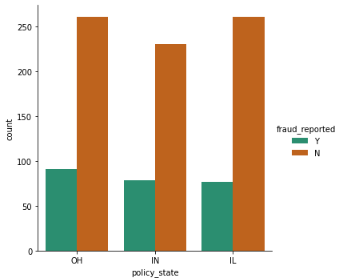 250
200
150
100
50
0
count
OH IN IL
policy_state
fraud_reported
Y
N